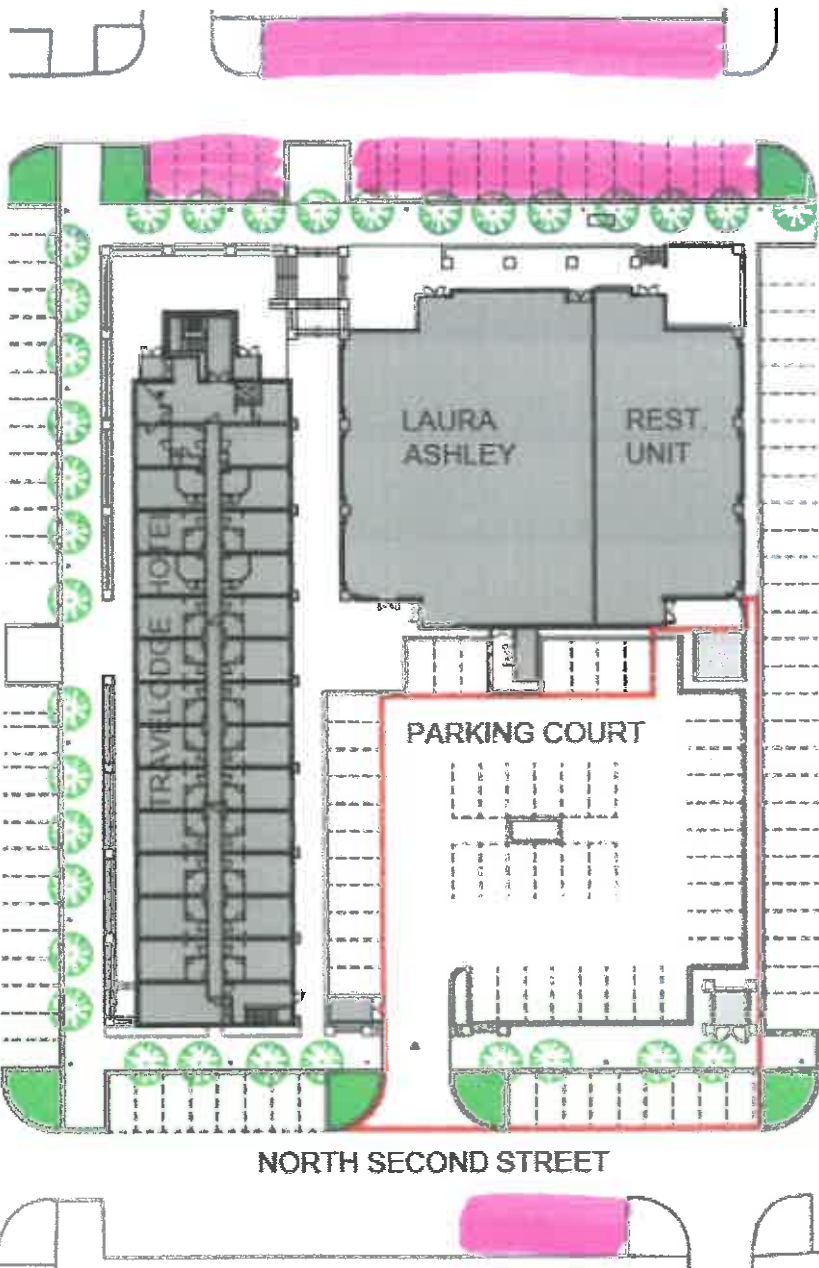 LAURA
ASHLEY
REST.
UNIT
TRAVELODGE HOTEL
PARKING COURT
NORTH SECOND STREET